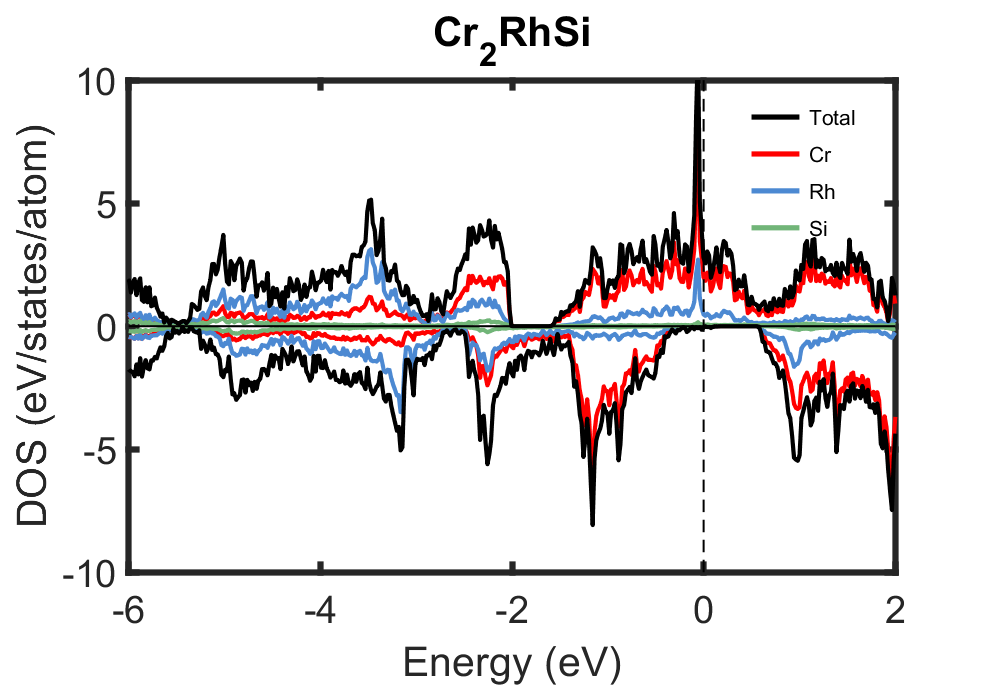 Cr₂RhSi
10
5
0
-5
-10
DOS (eV/states/atom)
Total
Cr
Rh
Si
-6 -4 -2 0 2
Energy (eV)